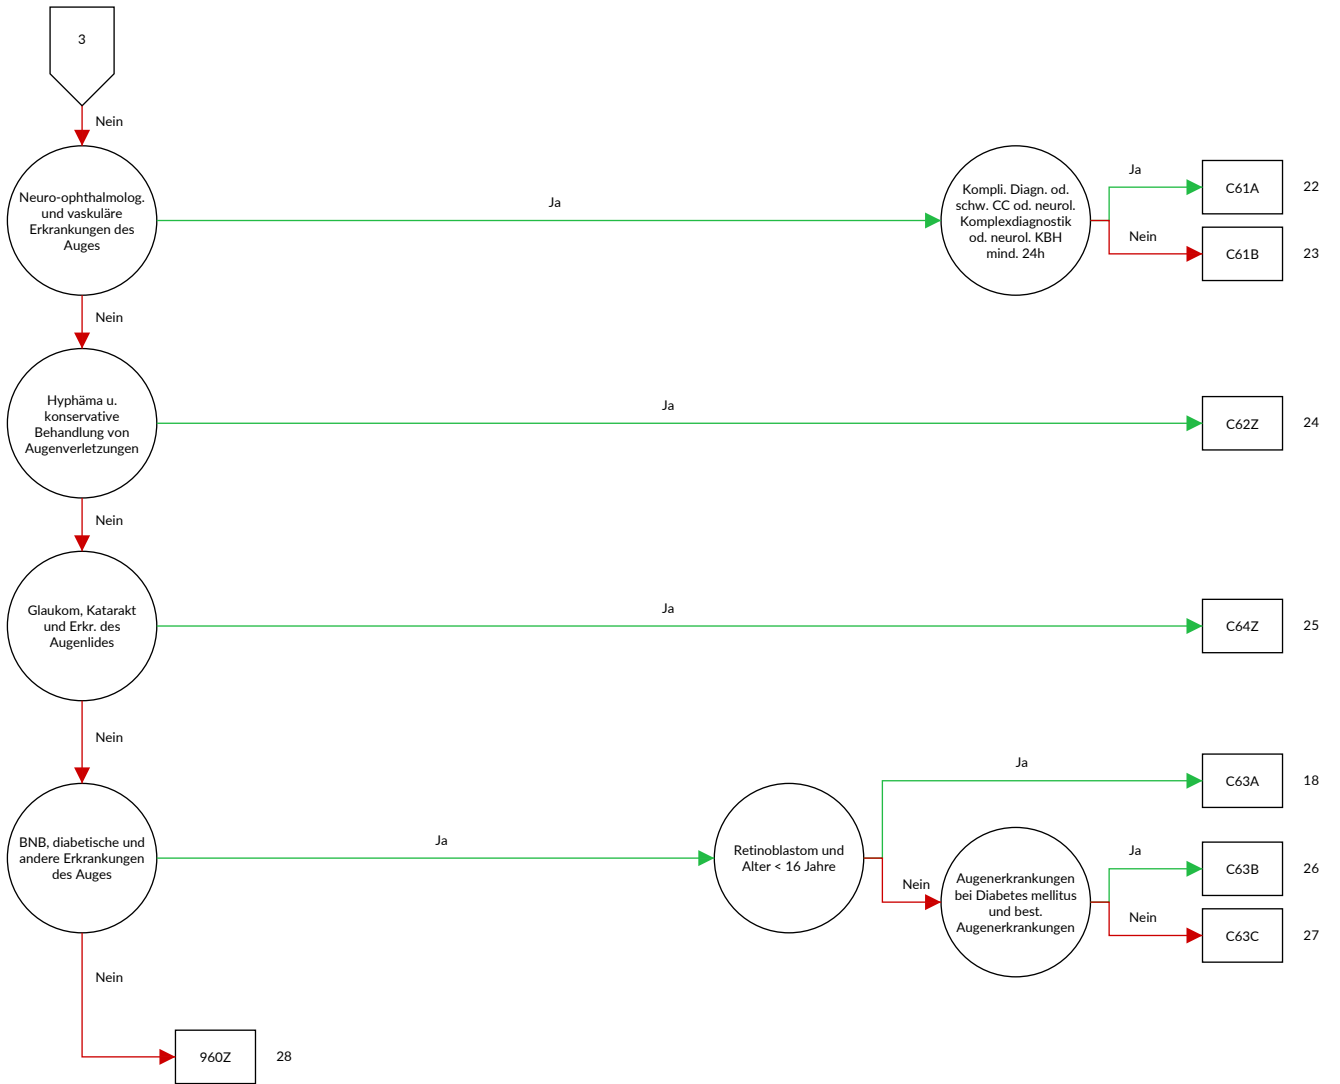 3
Nein
Neuro-ophthalmolog.
und vaskuläre
Erkrankungen des
Auges
Ja
Kompli. Diagn. od.
schw. CC od. neurol.
Komplexdiagnostik
od. neurol. KBH
mind. 24h
Ja
C61A
22
Nein
C61B
23
Nein
Hyphäma u.
konservative
Behandlung von
Augenverletzungen
Ja
C62Z
24
Nein
Glaukom, Katarakt
und Erkr. des
Augenlides
Ja
C64Z
25
Nein
BNB, diabetische und
andere Erkrankungen
des Auges
Ja
Retinoblastom und
Alter < 16 Jahre
Ja
C63A
18
Nein
Augenerkrankungen
bei Diabetes mellitus
und best.
Augenerkrankungen
Ja
C63B
26
Nein
C63C
27
Nein
960Z
28